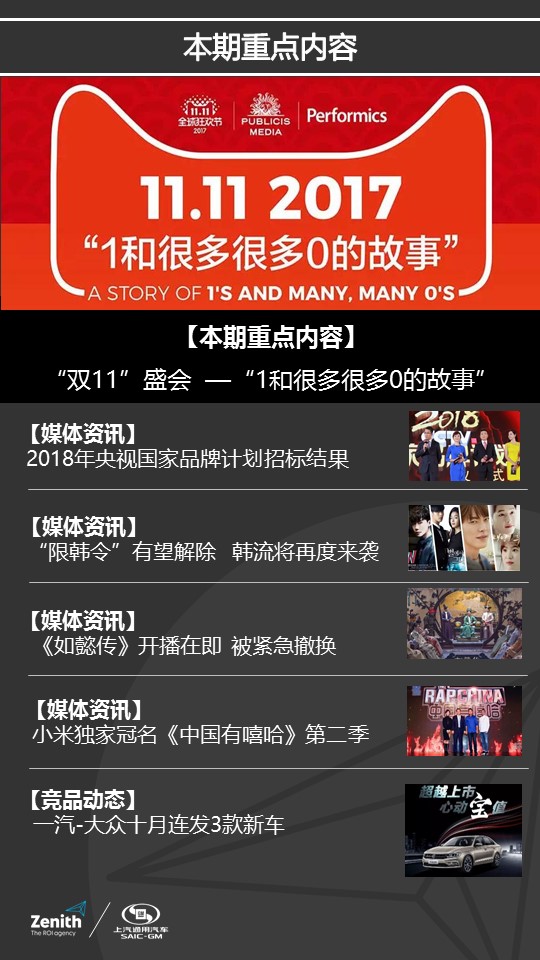 本期重点内容
11.11
全球狂欢节
2017
PUBLICIS
MEDIA
Performics
11.11 2017
“1和很多很多0的故事”
A STORY OF 1'S AND MANY, MANY 0'S
【本期重点内容】
“双11”盛会 —“1和很多很多0的故事”
【媒体资讯】
2018年央视国家品牌计划招标结果
2018
【媒体资讯】
“限韩令”有望解除 韩流将再度来袭
【媒体资讯】
《如懿传》开播在即 被紧急撤换
【媒体资讯】
小米独家冠名《中国有嘻哈》第二季
RAP CHINA
中国有嘻哈
【竞品动态】
一汽-大众十月连发3款新车
超越上市
心动宝值
Zenith
The ROI agency
上汽通用汽车
SAIC-GM